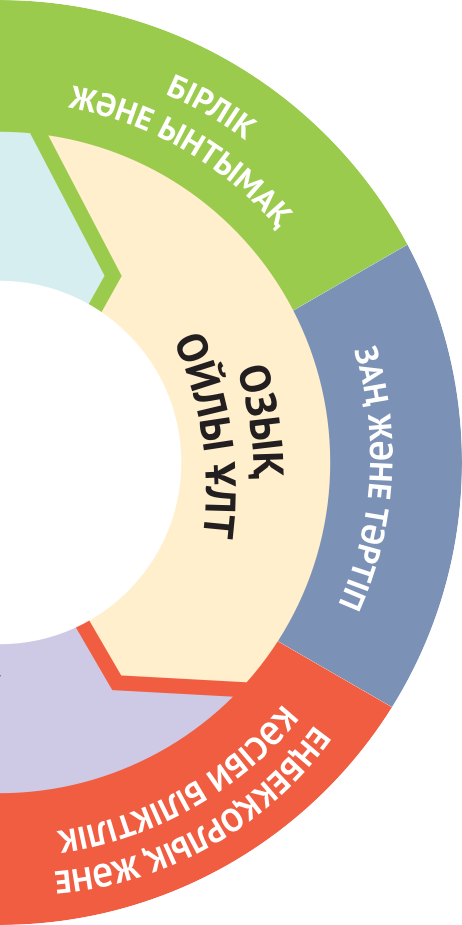 БІРЛІК
ЖӘНЕ ЫНТЫМАҚ
ЗАҢ ЖӘНЕ ТӘРТІП
ЕҢБЕКҚОРЛЫҚ ЖӘНЕ
КӘСІБИ БІЛІКТІЛІК
ОЗЫҚ
ОЙЛЫ ҰЛТ